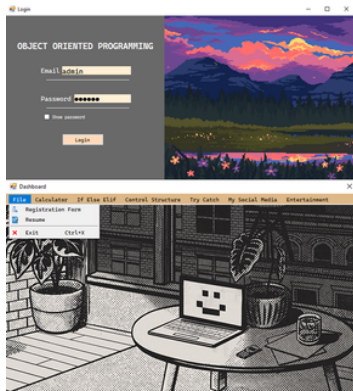 Login
OBJECT ORIENTED PROGRAMMING
Email admin
Password ●●●●●●
Show password
Login
Dashboard
File Calculator If Else Elif Control Structure Try Catch My Social Media Entertainment
Registration Form
Resume
Exit Ctrl+X